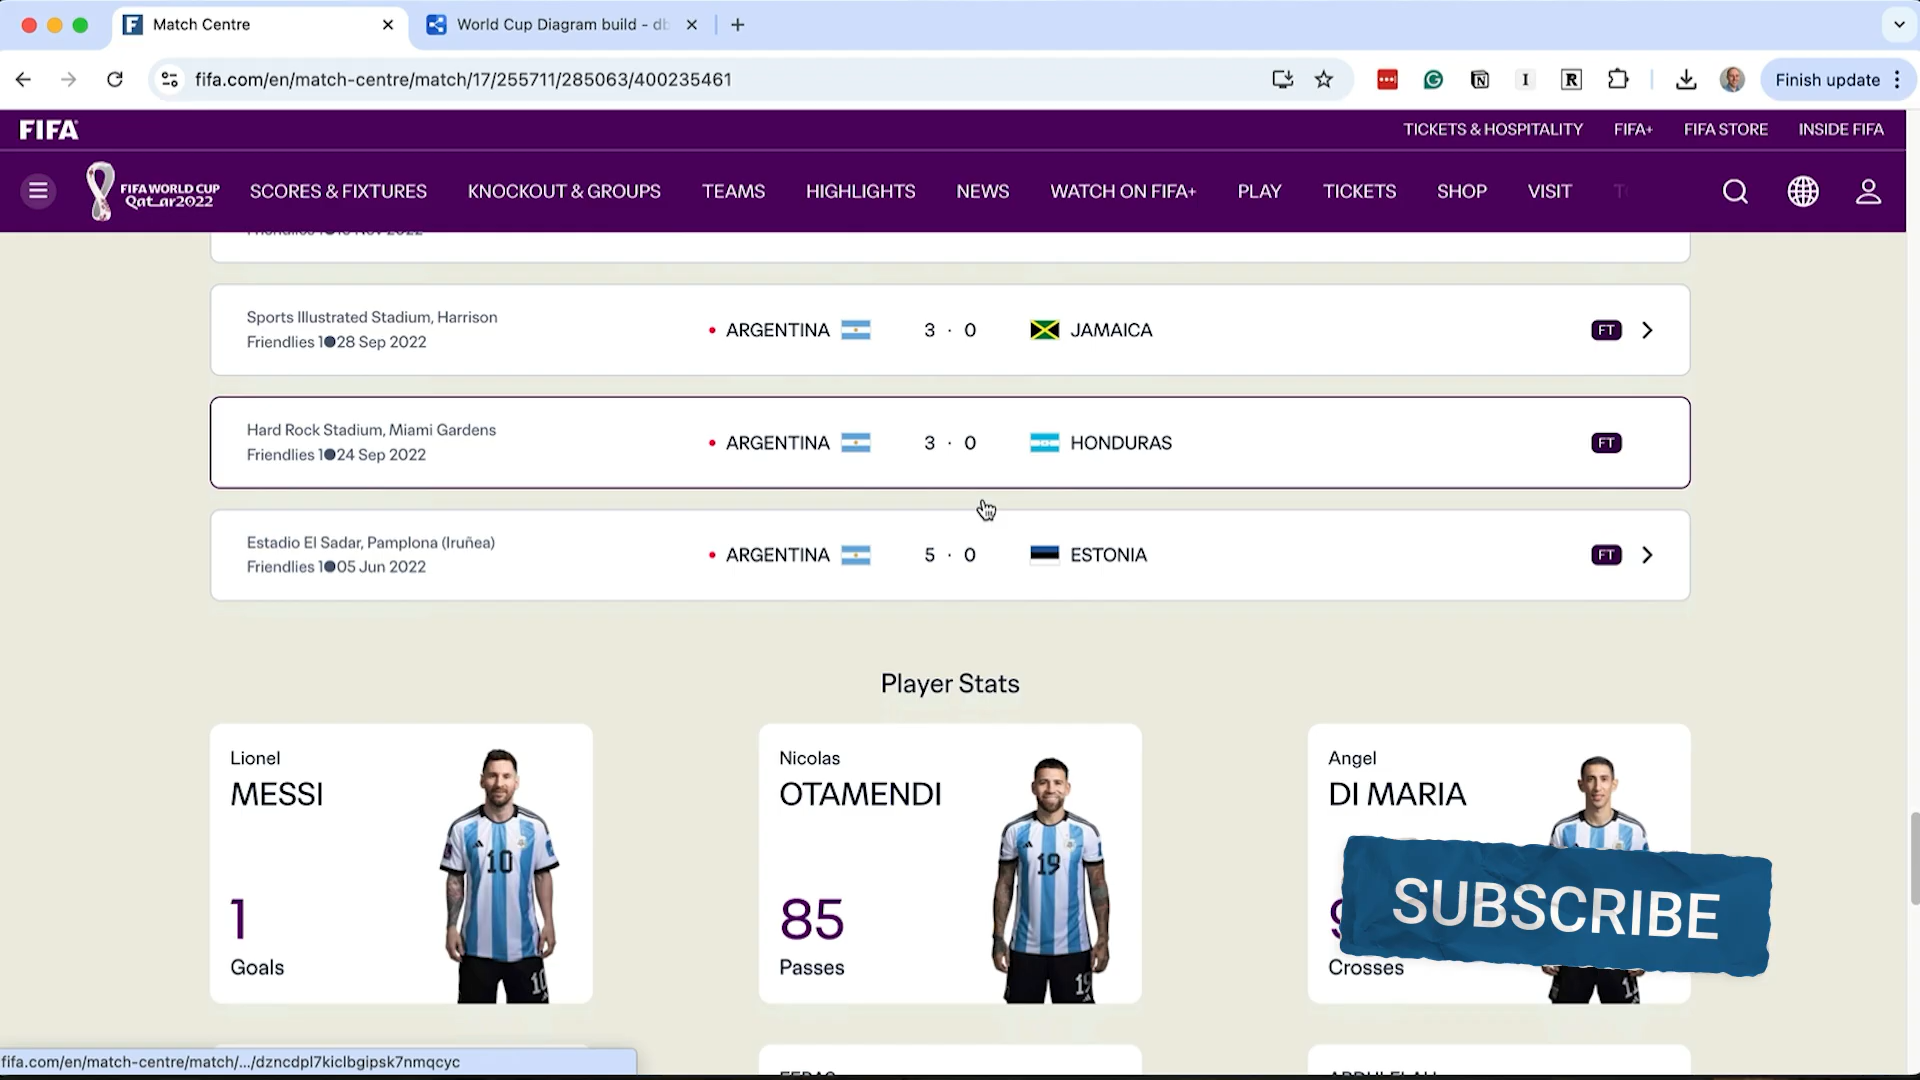 Match Centre
World Cup Diagram build - db
fifa.com/en/match-centre/match/17/255711/285063/400235461
Finish update
FIFA
TICKETS & HOSPITALITY
FIFA+
FIFA STORE
INSIDE FIFA
FIFA WORLD CUP
Qatar2022
SCORES & FIXTURES
KNOCKOUT & GROUPS
TEAMS
HIGHLIGHTS
NEWS
WATCH ON FIFA+
PLAY
TICKETS
SHOP
VISIT
Sports Illustrated Stadium, Harrison
Friendlies 1●28 Sep 2022
ARGENTINA 3 · 0 JAMAICA
FT
Hard Rock Stadium, Miami Gardens
Friendlies 1●24 Sep 2022
ARGENTINA 3 · 0 HONDURAS
FT
Estadio El Sadar, Pamplona (Iruñea)
Friendlies 1●05 Jun 2022
ARGENTINA 5 · 0 ESTONIA
FT
Player Stats
Lionel
MESSI
10
1
Goals
Nicolas
OTAMENDI
19
85
Passes
Angel
DI MARIA
Crosses
SUBSCRIBE
fifa.com/en/match-centre/match/.../dzncdpl7kiclbgipsk7nmqcyc